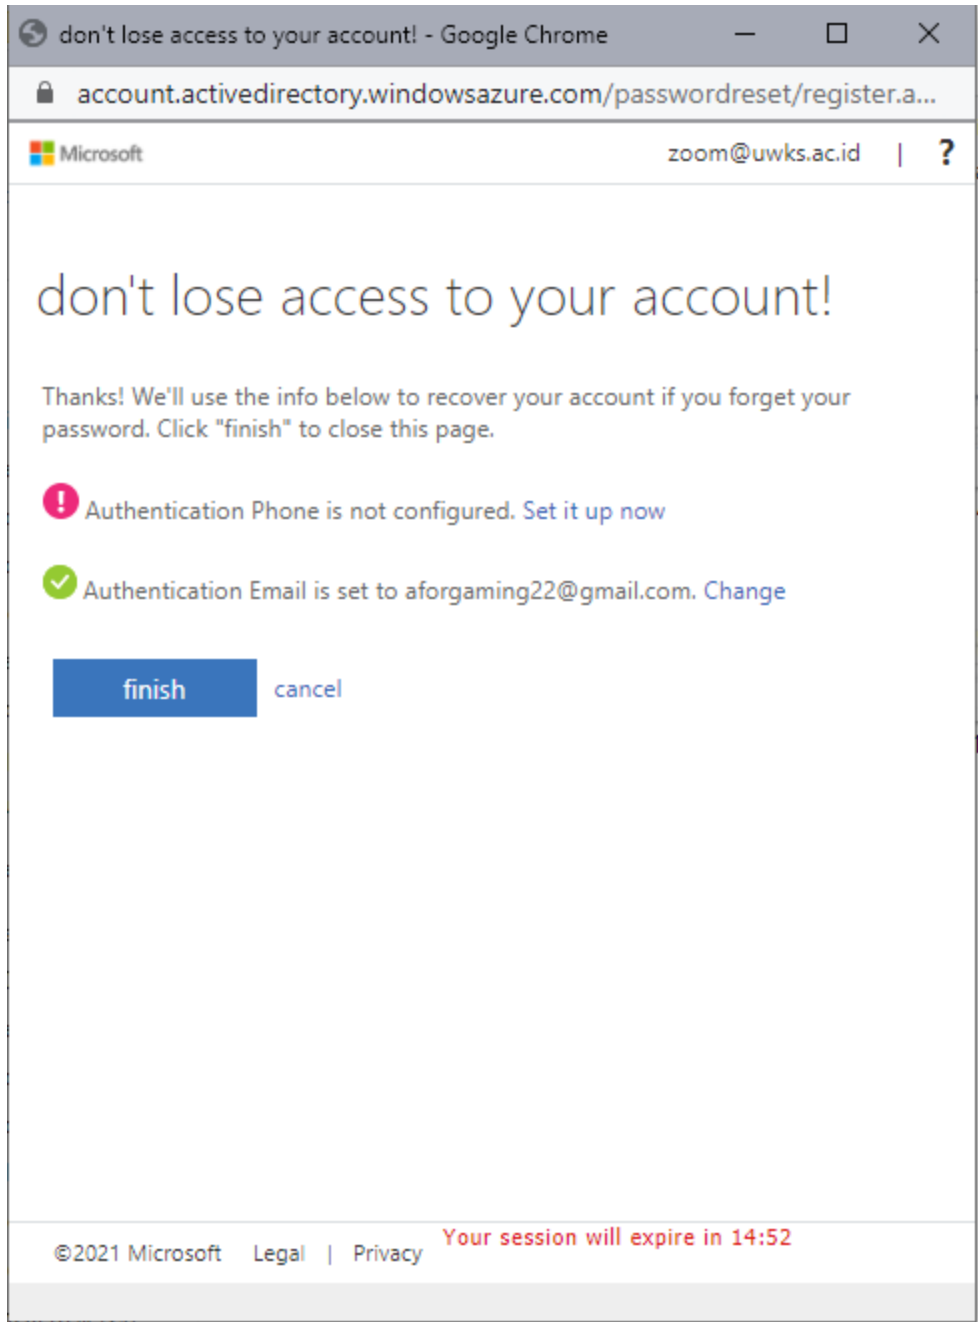 don't lose access to your account! - Google Chrome
account.activedirectory.windowsazure.com/passwordreset/register.a...
Microsoft
zoom@uwks.ac.id | ?
don't lose access to your account!
Thanks! We'll use the info below to recover your account if you forget your
password. Click "finish" to close this page.
! Authentication Phone is not configured. Set it up now
Authentication Email is set to aforgaming22@gmail.com. Change
finish cancel
Your session will expire in 14:52
©2021 Microsoft Legal | Privacy